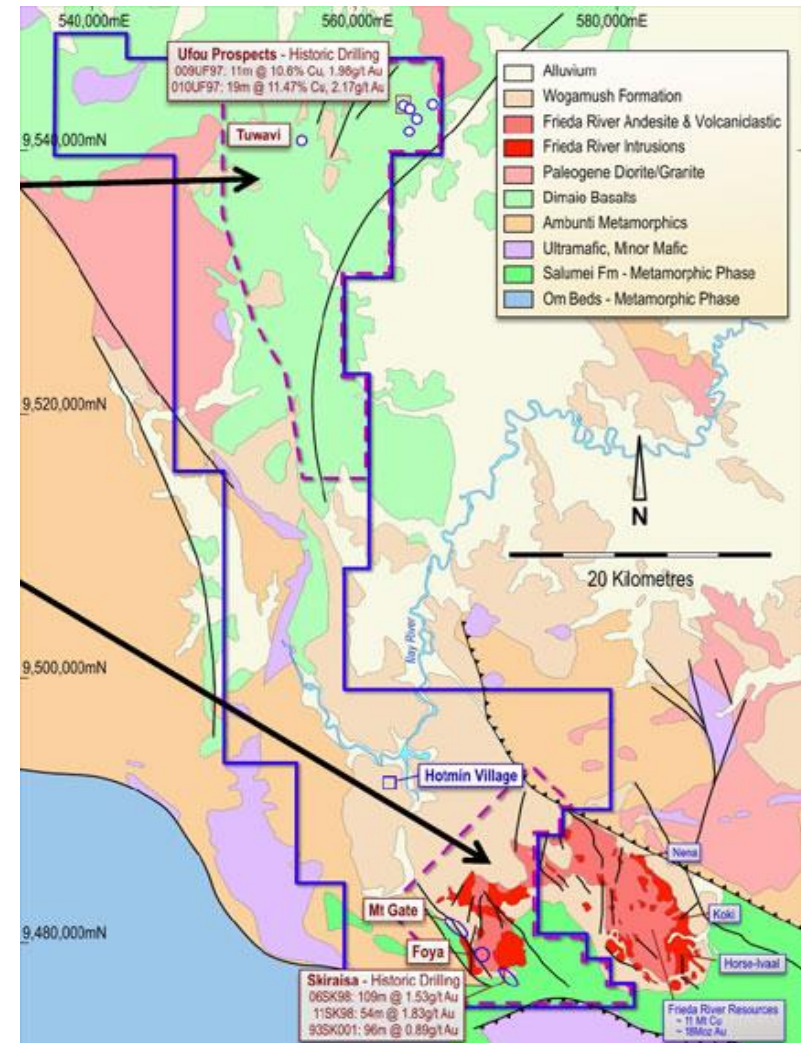 540,000mE
560,000mE
580,000mE
Ufou Prospects - Historic Drilling
009UF97: 11m @ 10.6% Cu, 1.98g/t Au
010UF97: 19m @ 11.47% Cu, 2.17g/t Au
Tuwavi
9,540,000mN
Alluvium
Wogamush Formation
Frieda River Andesite & Volcaniclastic
Frieda River Intrusions
Paleogene Diorite/Granite
Dimaie Basalts
Ambunti Metamorphics
Ultramafic, Minor Mafic
Salumei Fm - Metamorphic Phase
Om Beds - Metamorphic Phase
9,520,000mN
N
20 Kilometres
May River
9,500,000mN
Hotmin Village
Nena
Mt Gate
Koki
9,480,000mN
Foya
Horse-Ivaal
Skiraisa - Historic Drilling
06SK98: 109m @ 1.53g/t Au
11SK98: 54m @ 1.83g/t Au
93SK001: 96m @ 0.89g/t Au
Frieda River Resources
~ 11 Mt Cu
~ 18Moz Au